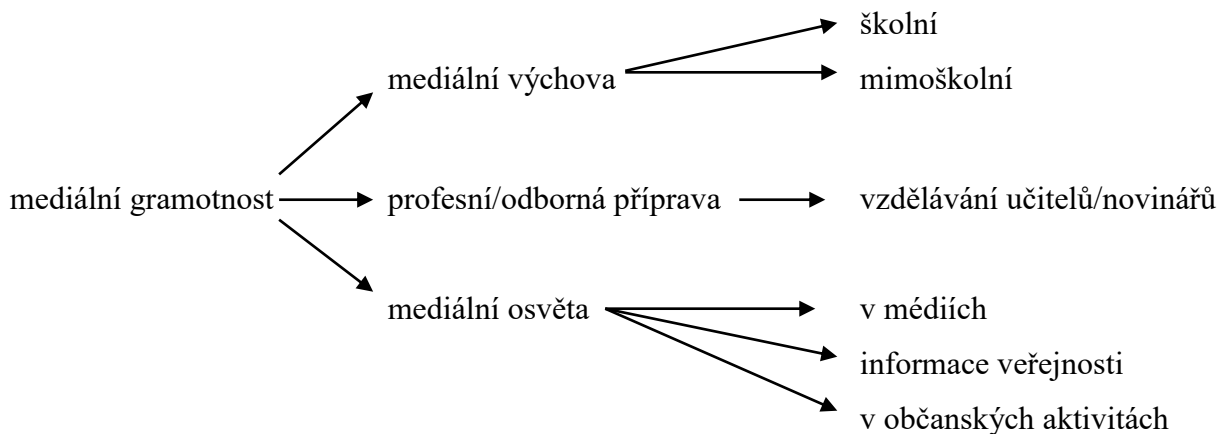 školní
mediální výchova
mimoškolní
mediální gramotnost
profesní/odborná příprava
vzdělávání učitelů/novinářů
mediální osvěta
v médiích
informace veřejnosti
v občanských aktivitách